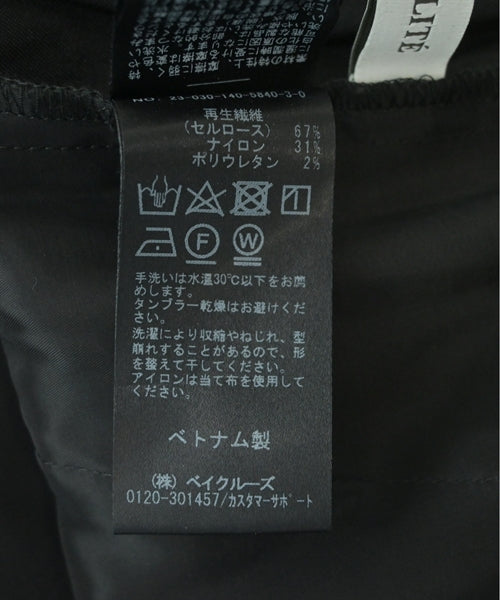 LITÉ
NO. 23-030-140-5840-3-0
再生繊維
(セルロース) 67%
ナイロン 31%
ポリウレタン 2%
F
W
手洗いは水温30℃以下をお薦
めします。
タンブラー乾燥はお避けくださ
い。
洗濯により収縮やねじれ、型
崩れすることがあるので、形
を整えて干してください。
アイロンは当て布を使用して
ください。
ベトナム製
(株) ベイクルーズ
0120-301457/カスタマーサポート